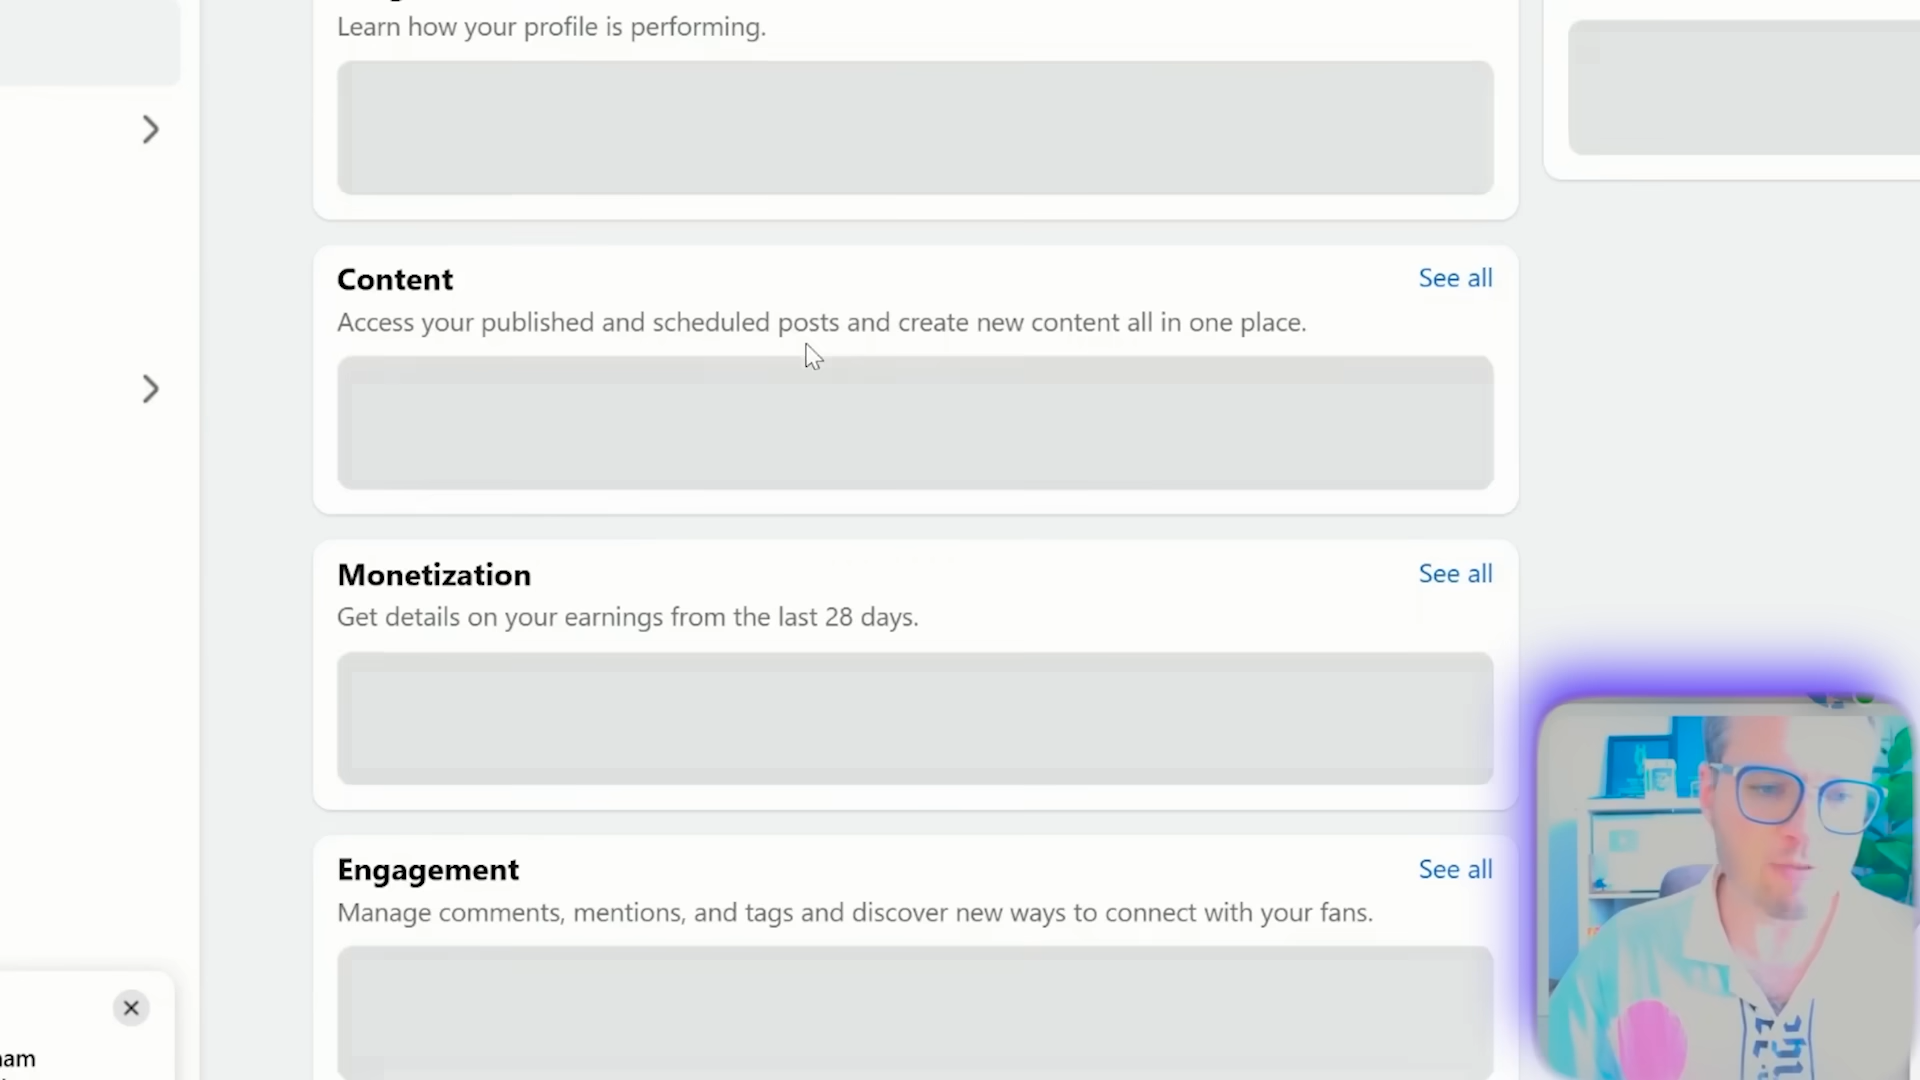 Learn how your profile is performing.
Content
See all
Access your published and scheduled posts and create new content all in one place.
Monetization
See all
Get details on your earnings from the last 28 days.
Engagement
See all
Manage comments, mentions, and tags and discover new ways to connect with your fans.